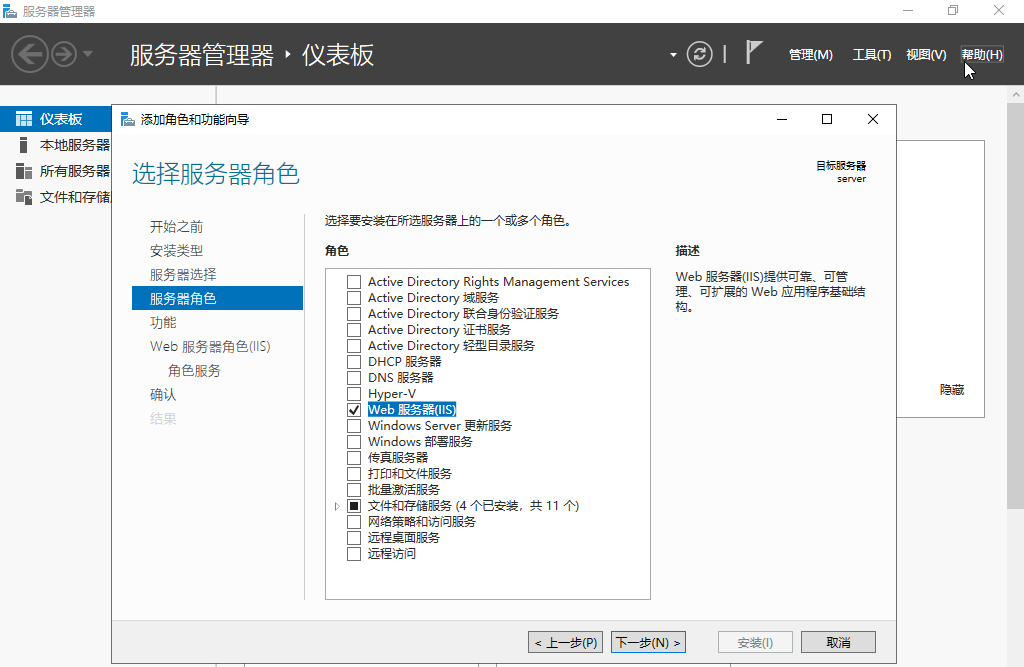 服务器管理器
服务器管理器 · 仪表板
管理(M) 工具(T) 视图(V) 帮助(H)
仪表板
本地服务器
所有服务器
文件和存储
添加角色和功能向导
选择服务器角色
目标服务器
server
开始之前
安装类型
服务器选择
服务器角色
功能
Web 服务器角色(IIS)
角色服务
确认
结果
选择要安装在所选服务器上的一个或多个角色。
角色
Active Directory Rights Management Services
Active Directory 域服务
Active Directory 联合身份验证服务
Active Directory 证书服务
Active Directory 轻型目录服务
DHCP 服务器
DNS 服务器
Hyper-V
Web 服务器(IIS)
Windows Server 更新服务
Windows 部署服务
传真服务器
打印和文件服务
批量激活服务
文件和存储服务 (4 个已安装，共 11 个)
网络策略和访问服务
远程桌面服务
远程访问
描述
Web 服务器(IIS)提供可靠、可管
理、可扩展的 Web 应用程序基础结
构。
隐藏
< 上一步(P) 下一步(N) > 安装(I) 取消